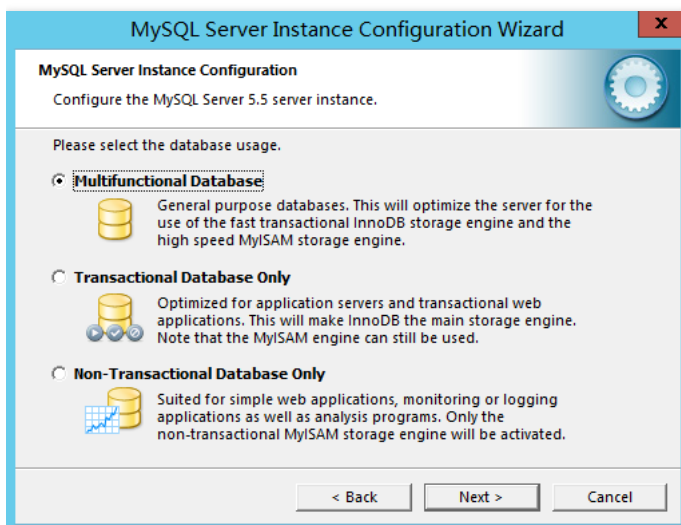 MySQL Server Instance Configuration Wizard
x
MySQL Server Instance Configuration
Configure the MySQL Server 5.5 server instance.
Please select the database usage.
Multifunctional Database
General purpose databases. This will optimize the server for the
use of the fast transactional InnoDB storage engine and the
high speed MyISAM storage engine.
Transactional Database Only
Optimized for application servers and transactional web
applications. This will make InnoDB the main storage engine.
Note that the MyISAM engine can still be used.
Non-Transactional Database Only
Suited for simple web applications, monitoring or logging
applications as well as analysis programs. Only the
non-transactional MyISAM storage engine will be activated.
< Back Next > Cancel